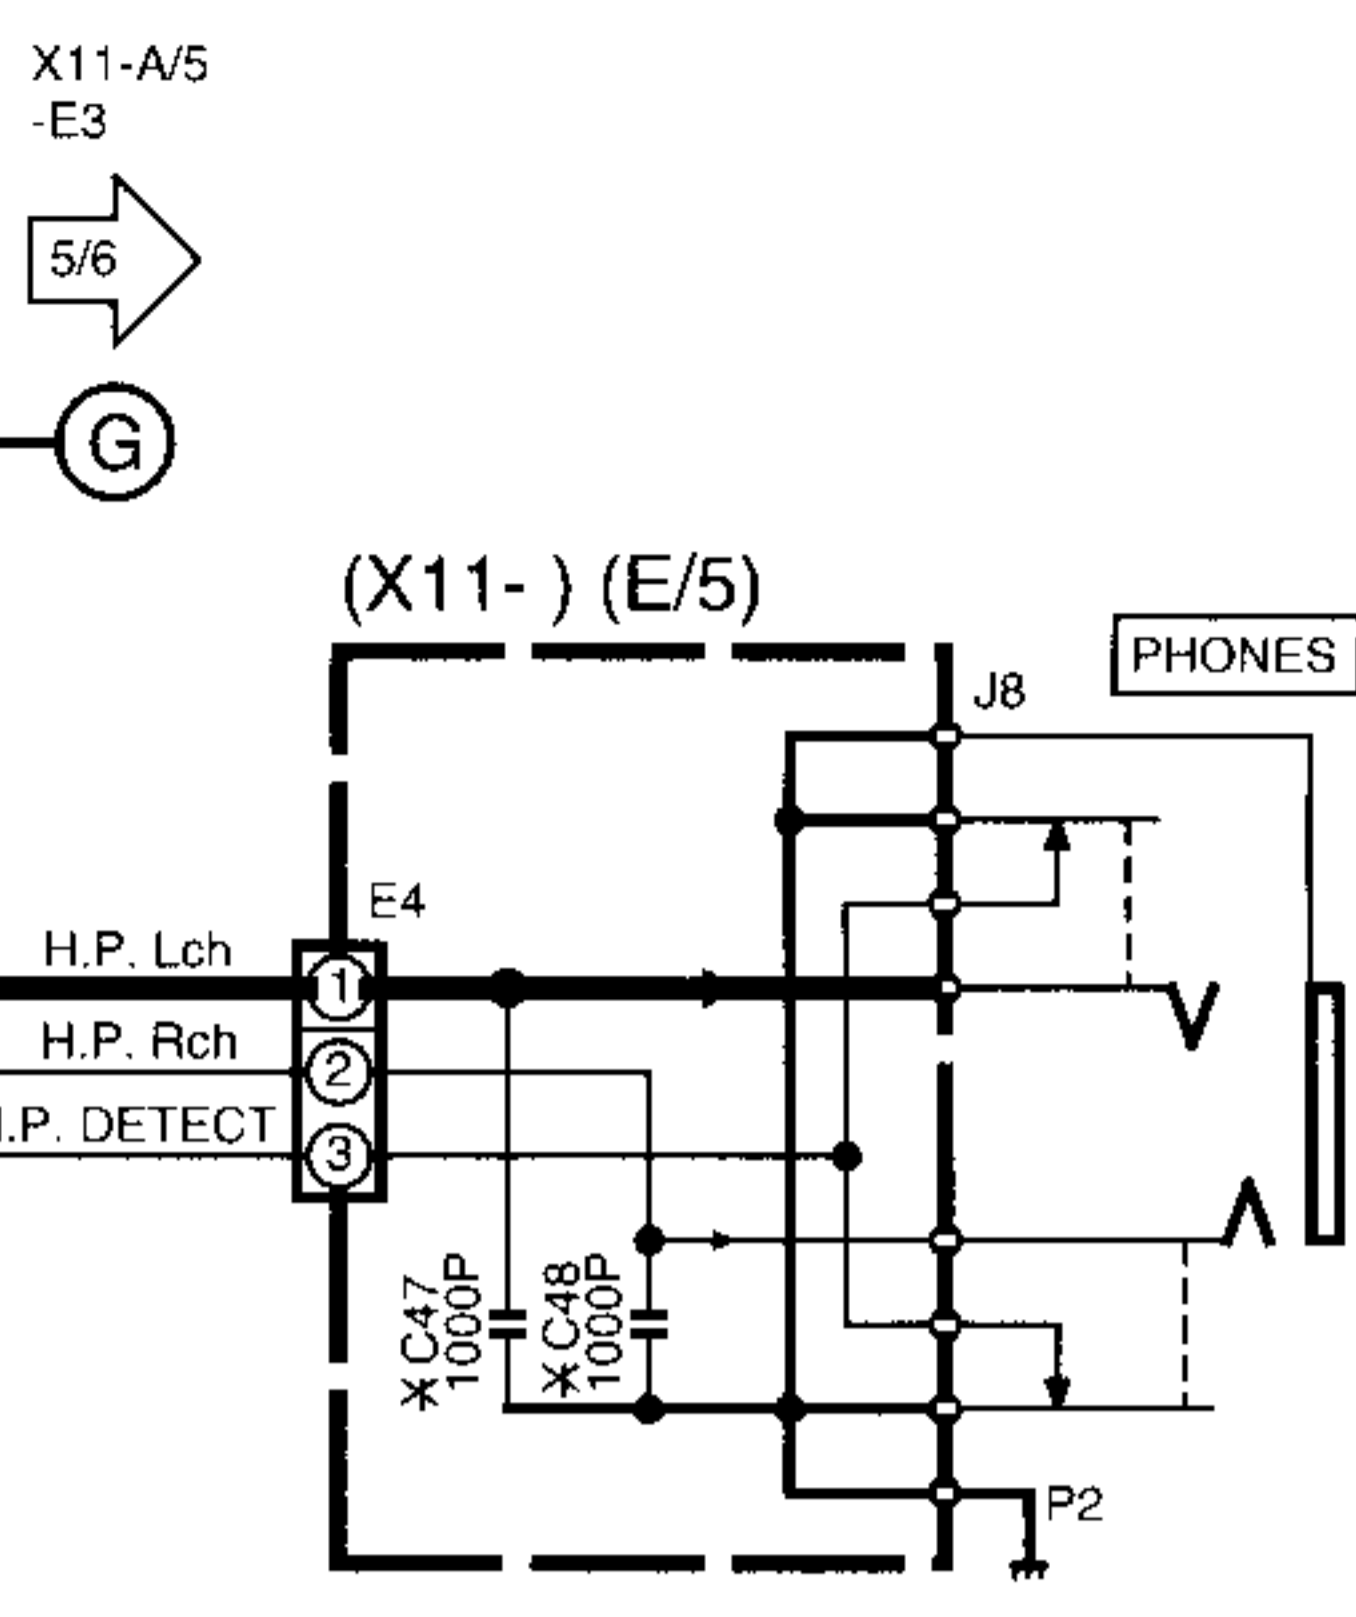 X11-A/5
-E3
5/6
G
(X11- ) (E/5)
PHONES
J8
E4
H.P. Lch
1
H.P. Rch
2
.P. DETECT
3
*C47
1000P
*C48
1000P
P2